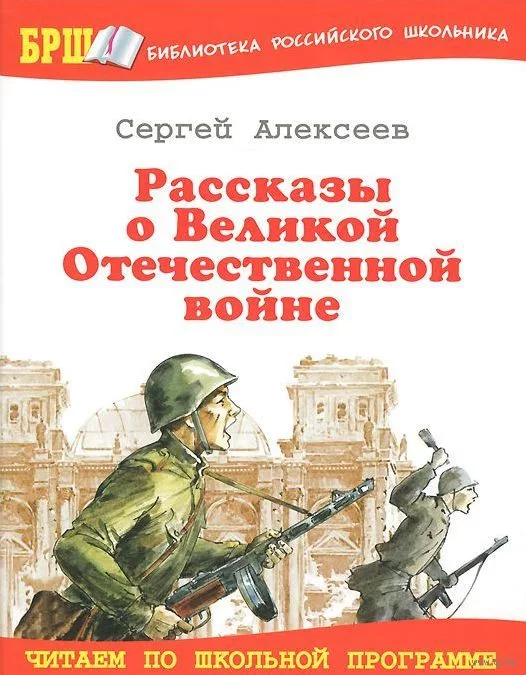 БРШ БИБЛИОТЕКА РОССИЙСКОГО ШКОЛЬНИКА
Сергей Алексеев
Рассказы
о Великой
Отечественной
войне
ЧИТАЕМ ПО ШКОЛЬНОЙ ПРОГРАММЕ